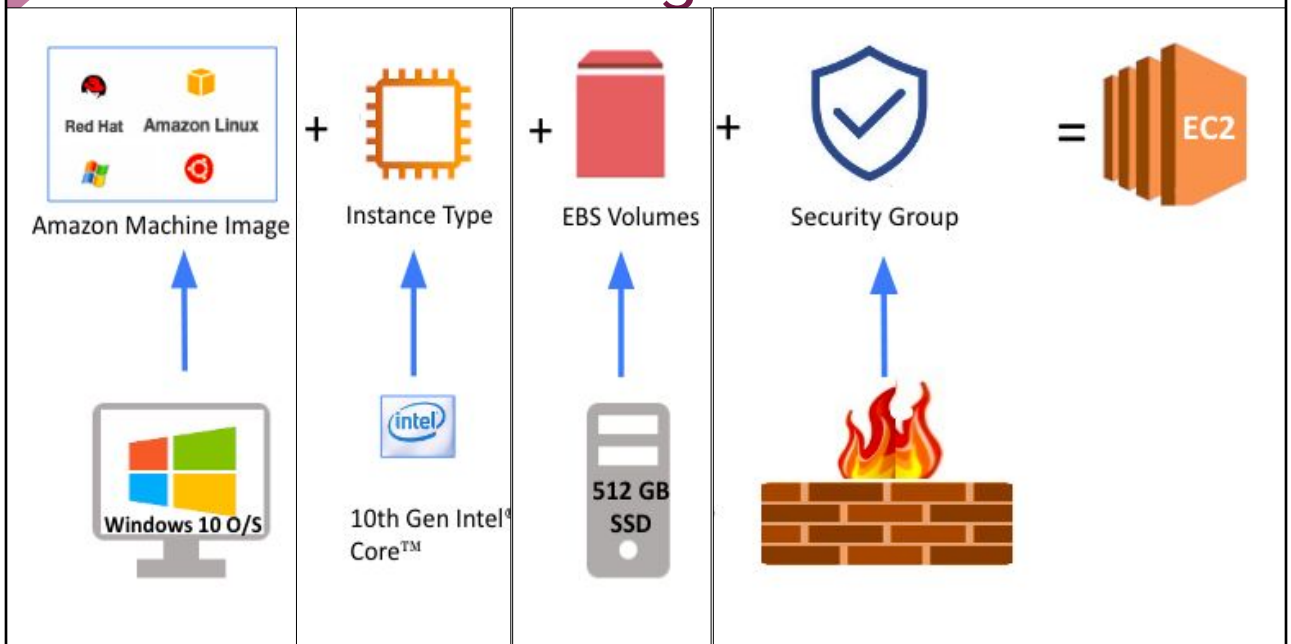 Red Hat
Amazon Linux
Amazon Machine Image
+
Instance Type
+
EBS Volumes
+
Security Group
=
EC2
Windows 10 O/S
intel
10th Gen Intel®
Core™
512 GB
SSD